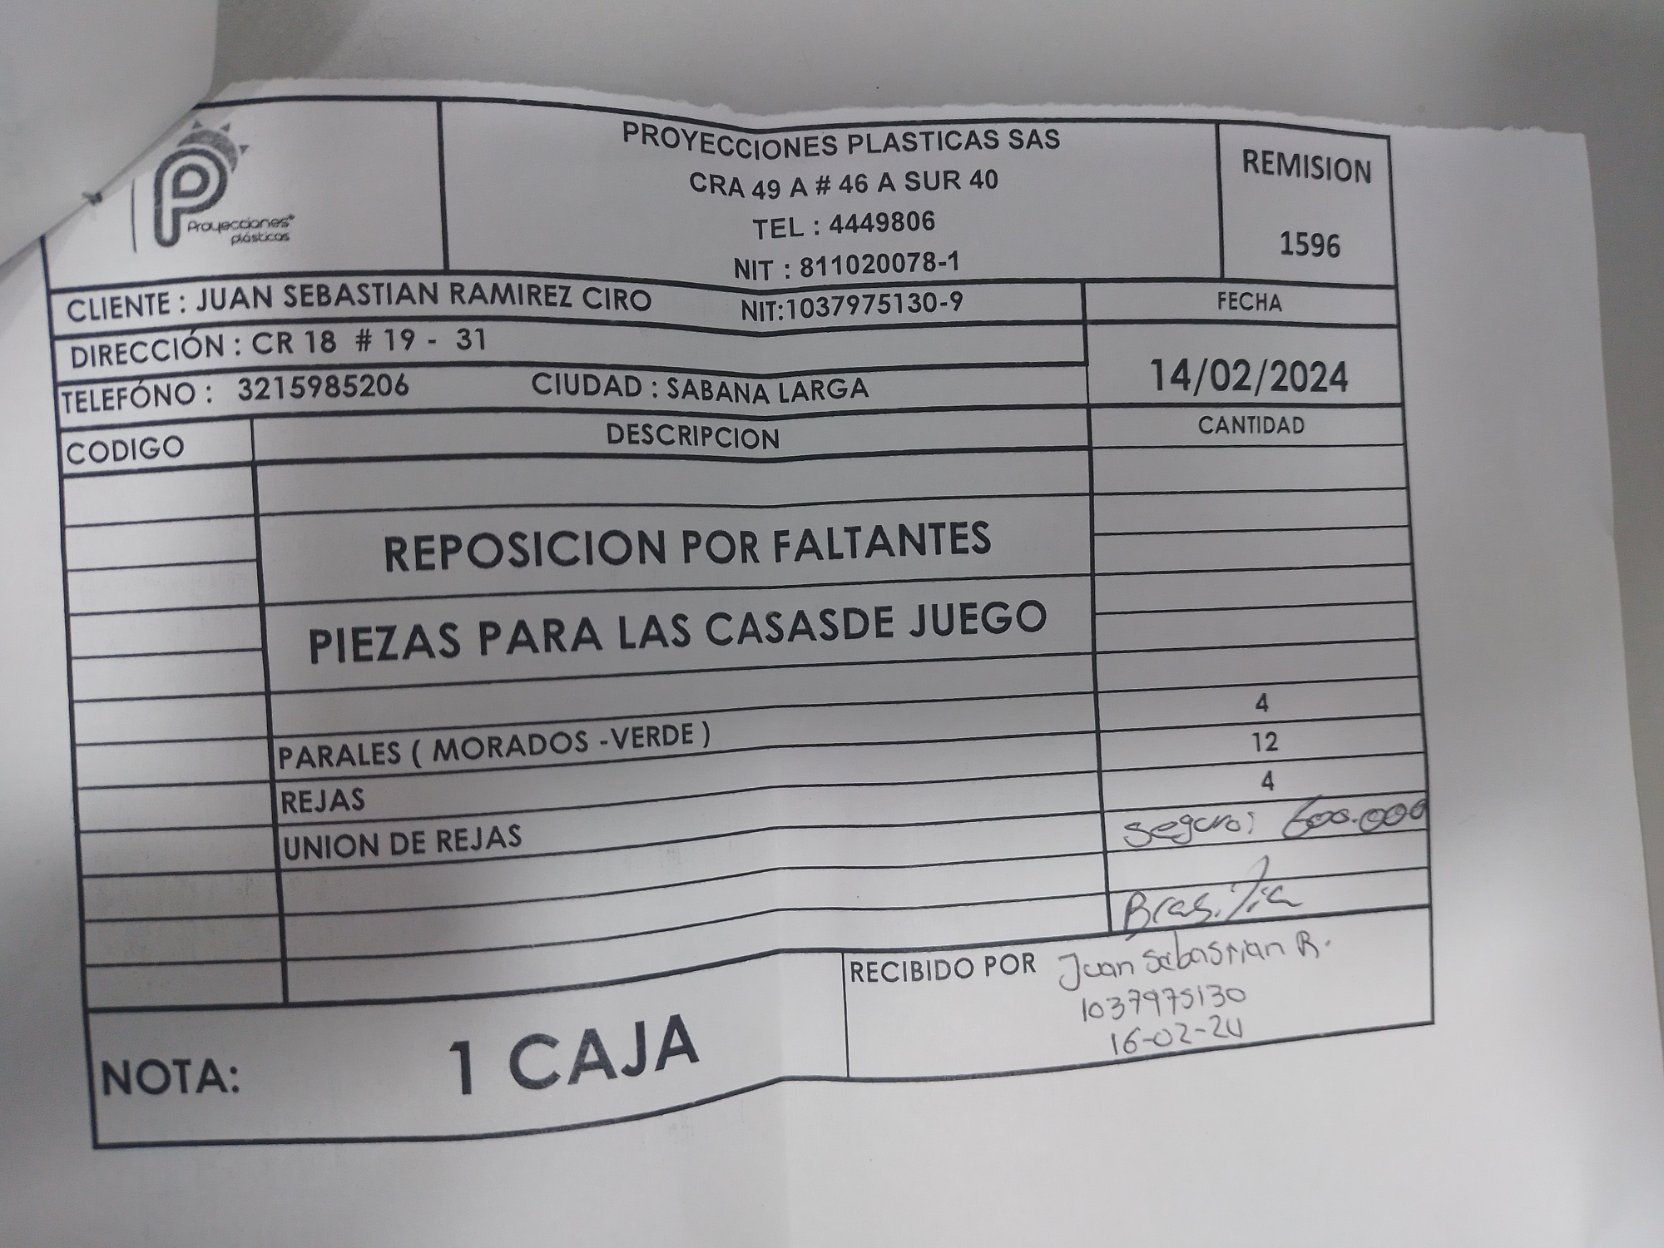 Proyecciones
plásticas
PROYECCIONES PLASTICAS SAS
CRA 49 A # 46 A SUR 40
TEL : 4449806
NIT : 811020078-1
REMISION
1596
CLIENTE : JUAN SEBASTIAN RAMIREZ CIRO NIT:1037975130-9
FECHA
DIRECCIÓN : CR 18 # 19 - 31
14/02/2024
TELEFÓNO : 3215985206 CIUDAD : SABANA LARGA
CODIGO DESCRIPCION CANTIDAD
REPOSICION POR FALTANTES
PIEZAS PARA LAS CASASDE JUEGO
PARALES ( MORADOS -VERDE ) 4
REJAS 12
UNION DE REJAS 4
seguro: 600.000
Brasilia
RECIBIDO POR Juan Sebastian R.
1037975130
16-02-24
NOTA: 1 CAJA